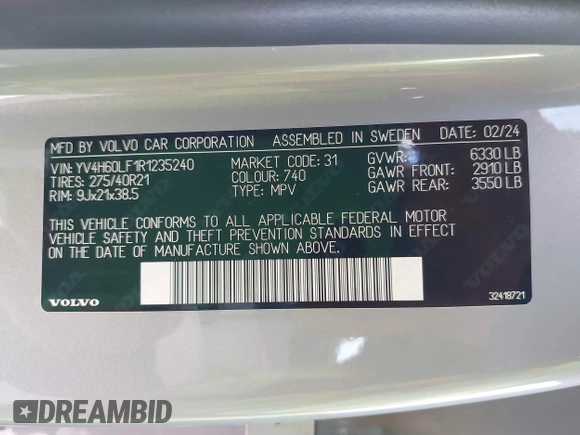 MFD BY VOLVO CAR CORPORATION ASSEMBLED IN SWEDEN DATE: 02/24
VIN: YV4H60LF1R1235240 MARKET CODE: 31 GVWR: 6330 LB
TIRES: 275/40R21 COLOUR: 740 GAWR FRONT: 2910 LB
RIM: 9Jx21x38.5 TYPE: MPV GAWR REAR: 3550 LB
THIS VEHICLE CONFORMS TO ALL APPLICABLE FEDERAL MOTOR
VEHICLE SAFETY AND THEFT PREVENTION STANDARDS IN EFFECT
ON THE DATE OF MANUFACTURE SHOWN ABOVE.
VOLVO 32418721
DREAMBID